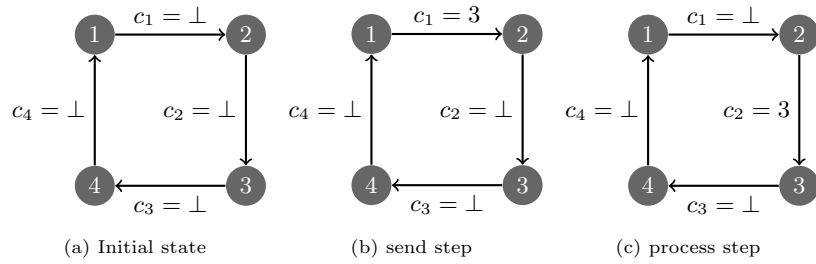 c₁ = ⊥
1 2
c₄ = ⊥ c₂ = ⊥
4 3
c₃ = ⊥
(a) Initial state
c₁ = 3
1 2
c₄ = ⊥ c₂ = ⊥
4 3
c₃ = ⊥
(b) send step
c₁ = ⊥
1 2
c₄ = ⊥ c₂ = 3
4 3
c₃ = ⊥
(c) process step